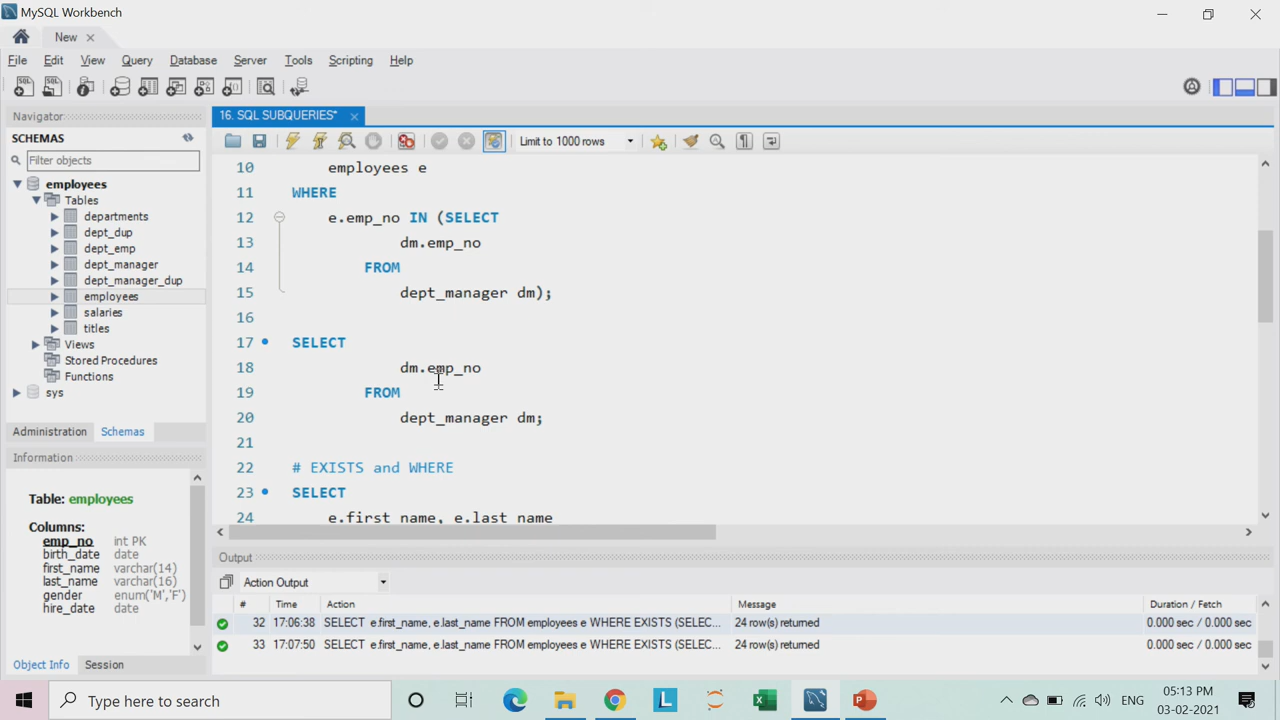 MySQL Workbench
New
File Edit View Query Database Server Tools Scripting Help
Navigator
SCHEMAS
Filter objects
employees
Tables
departments
dept_dup
dept_emp
dept_manager
dept_manager_dup
employees
salaries
titles
Views
Stored Procedures
Functions
sys
Administration Schemas
Information
Table: employees
Columns:
emp_no int PK
birth_date date
first_name varchar(14)
last_name varchar(16)
gender enum('M','F')
hire_date date
Object Info Session
16. SQL SUBQUERIES*
Limit to 1000 rows
10 employees e
11 WHERE
12 e.emp_no IN (SELECT
13 dm.emp_no
14 FROM
15 dept_manager dm);
16
17 SELECT
18 dm.emp_no
19 FROM
20 dept_manager dm;
21
22 # EXISTS and WHERE
23 SELECT
24 e.first_name, e.last_name
Output
Action Output
# Time Action Message Duration / Fetch
32 17:06:38 SELECT e.first_name, e.last_name FROM employees e WHERE EXISTS (SELEC... 24 row(s) returned 0.000 sec / 0.000 sec
33 17:07:50 SELECT e.first_name, e.last_name FROM employees e WHERE EXISTS (SELEC... 24 row(s) returned 0.000 sec / 0.000 sec
Type here to search
L
ENG
05:13 PM
03-02-2021